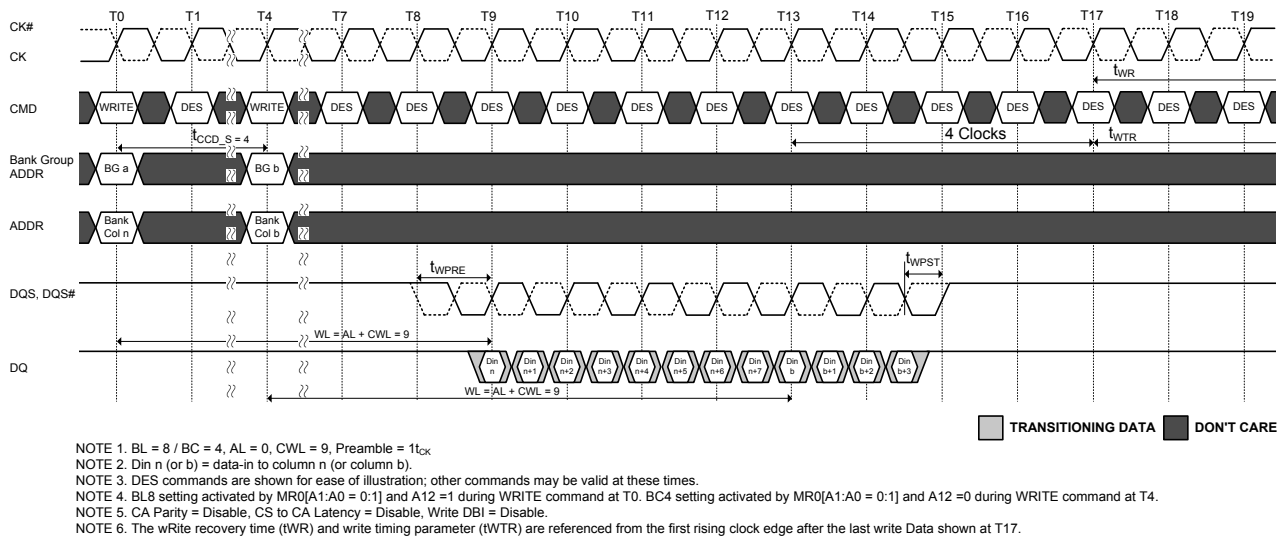 T0 T1 T4 T7 T8 T9 T10 T11 T12 T13 T14 T15 T16 T17 T18 T19
CK#
CK
tWR
CMD
WRITE DES WRITE DES DES DES DES DES DES DES DES DES DES DES DES DES
tCCD_S = 4
4 Clocks
tWTR
Bank Group
ADDR
BG a
BG b
ADDR
Bank
Col n
Bank
Col b
tWPRE
tWPST
DQS, DQS#
WL = AL + CWL = 9
DQ
Din n Din n+1 Din n+2 Din n+3 Din n+4 Din n+5 Din n+6 Din n+7 Din b Din b+1 Din b+2 Din b+3
WL = AL + CWL = 9
TRANSITIONING DATA DON'T CARE
NOTE 1. BL = 8 / BC = 4, AL = 0, CWL = 9, Preamble = 1tCK
NOTE 2. Din n (or b) = data-in to column n (or column b).
NOTE 3. DES commands are shown for ease of illustration; other commands may be valid at these times.
NOTE 4. BL8 setting activated by MR0[A1:A0 = 0:1] and A12 =1 during WRITE command at T0. BC4 setting activated by MR0[A1:A0 = 0:1] and A12 =0 during WRITE command at T4.
NOTE 5. CA Parity = Disable, CS to CA Latency = Disable, Write DBI = Disable.
NOTE 6. The wRite recovery time (tWR) and write timing parameter (tWTR) are referenced from the first rising clock edge after the last write Data shown at T17.